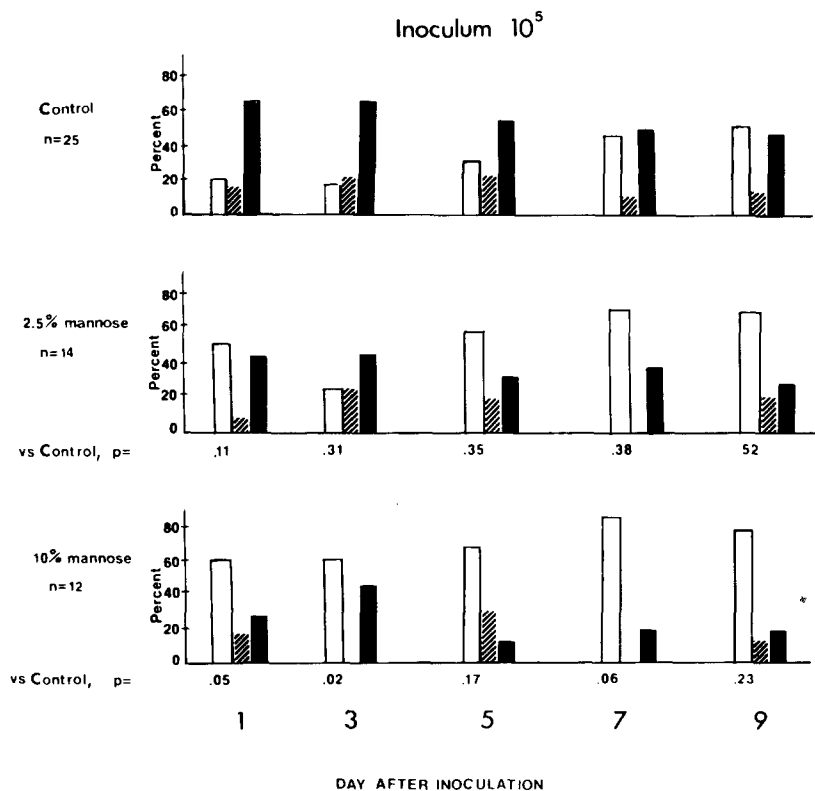 Inoculum 10⁵
Control
n=25
Percent
80
60
40
20
0
2.5% mannose
n=14
Percent
80
60
40
20
0
vs Control, p=
.11 .31 .35 .38 52
10% mannose
n=12
Percent
80
60
40
20
0
vs Control, p=
.05 .02 .17 .06 .23
1 3 5 7 9
DAY AFTER INOCULATION